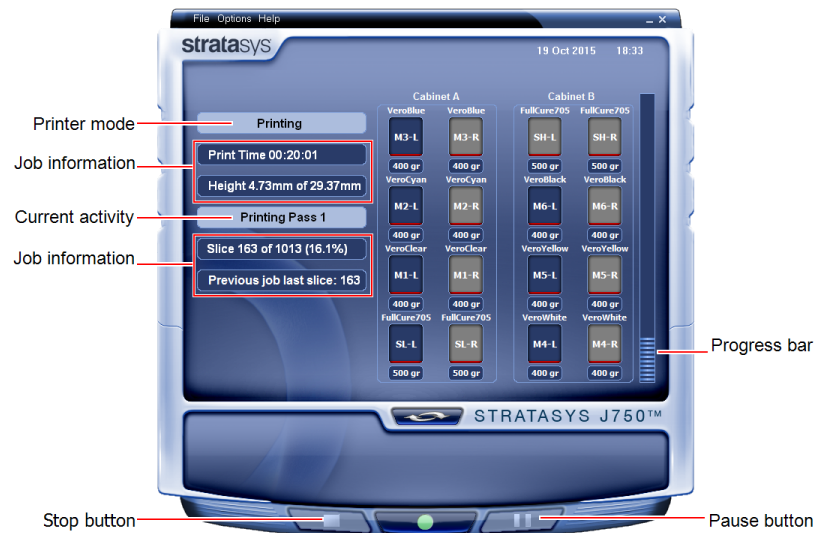 File Options Help
stratasys
19 Oct 2015 18:33
Cabinet A
Cabinet B
VeroBlue VeroBlue FullCure705 FullCure705
Printer mode
Printing
M3-L M3-R SH-L SH-R
Job information
Print Time 00:20:01
400 gr 400 gr 500 gr 500 gr
VeroCyan VeroCyan VeroBlack VeroBlack
Height 4.73mm of 29.37mm
M2-L M2-R M6-L M6-R
Current activity
Printing Pass 1
400 gr 400 gr 400 gr 400 gr
Job information
Slice 163 of 1013 (16.1%)
VeroClear VeroClear VeroYellow VeroYellow
M1-L M1-R M5-L M5-R
Previous job last slice: 163
400 gr 400 gr 400 gr 400 gr
FullCure705 FullCure705 VeroWhite VeroWhite
SL-L SL-R M4-L M4-R
Progress bar
500 gr 500 gr 400 gr 400 gr
STRATASYS J750™
Stop button
Pause button